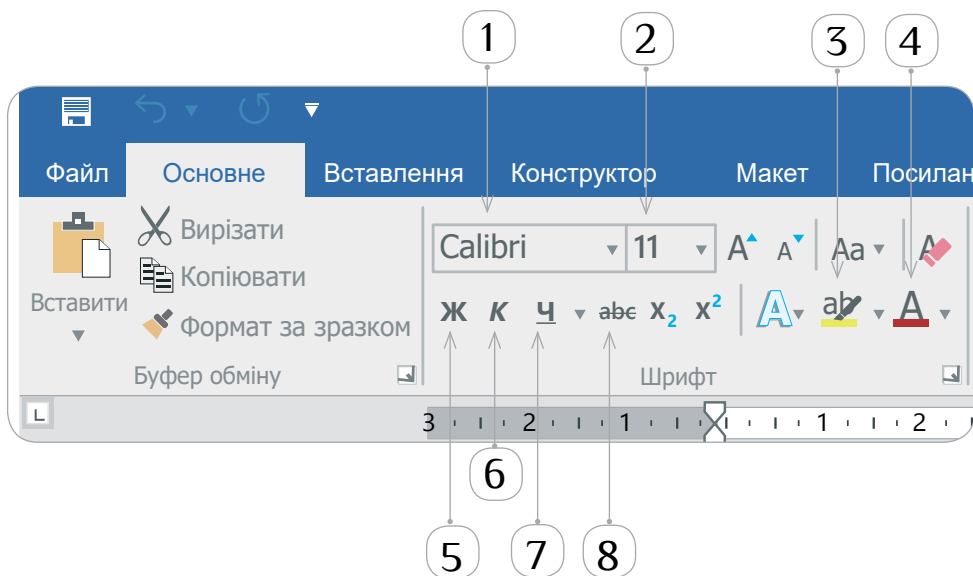 1 2 3 4
Файл Основне Вставлення Конструктор Макет Посилан
Вирізати
Calibri 11 А А Аа А
Копіювати
Вставити
Ж К Ч abc X₂ X² A ab A
Формат за зразком
Буфер обміну Шрифт
L 3 2 1 1 2
6
5 7 8